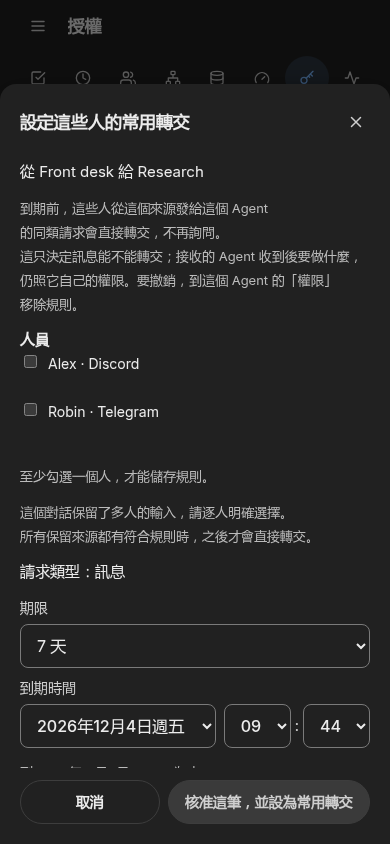 授權
設定這些人的常用轉交
從 Front desk 給 Research
到期前，這些人從這個來源發給這個 Agent
的同類請求會直接轉交，不再詢問。
這只決定訊息能不能轉交；接收的 Agent 收到後要做什麼，
仍照它自己的權限。要撤銷，到這個 Agent 的「權限」
移除規則。
人員
Alex · Discord
Robin · Telegram
至少勾選一個人，才能儲存規則。
這個對話保留了多人的輸入，請逐人明確選擇。
所有保留來源都有符合規則時，之後才會直接轉交。
請求類型：訊息
期限
7 天
到期時間
2026年12月4日週五 09 : 44
取消 核准這筆，並設為常用轉交